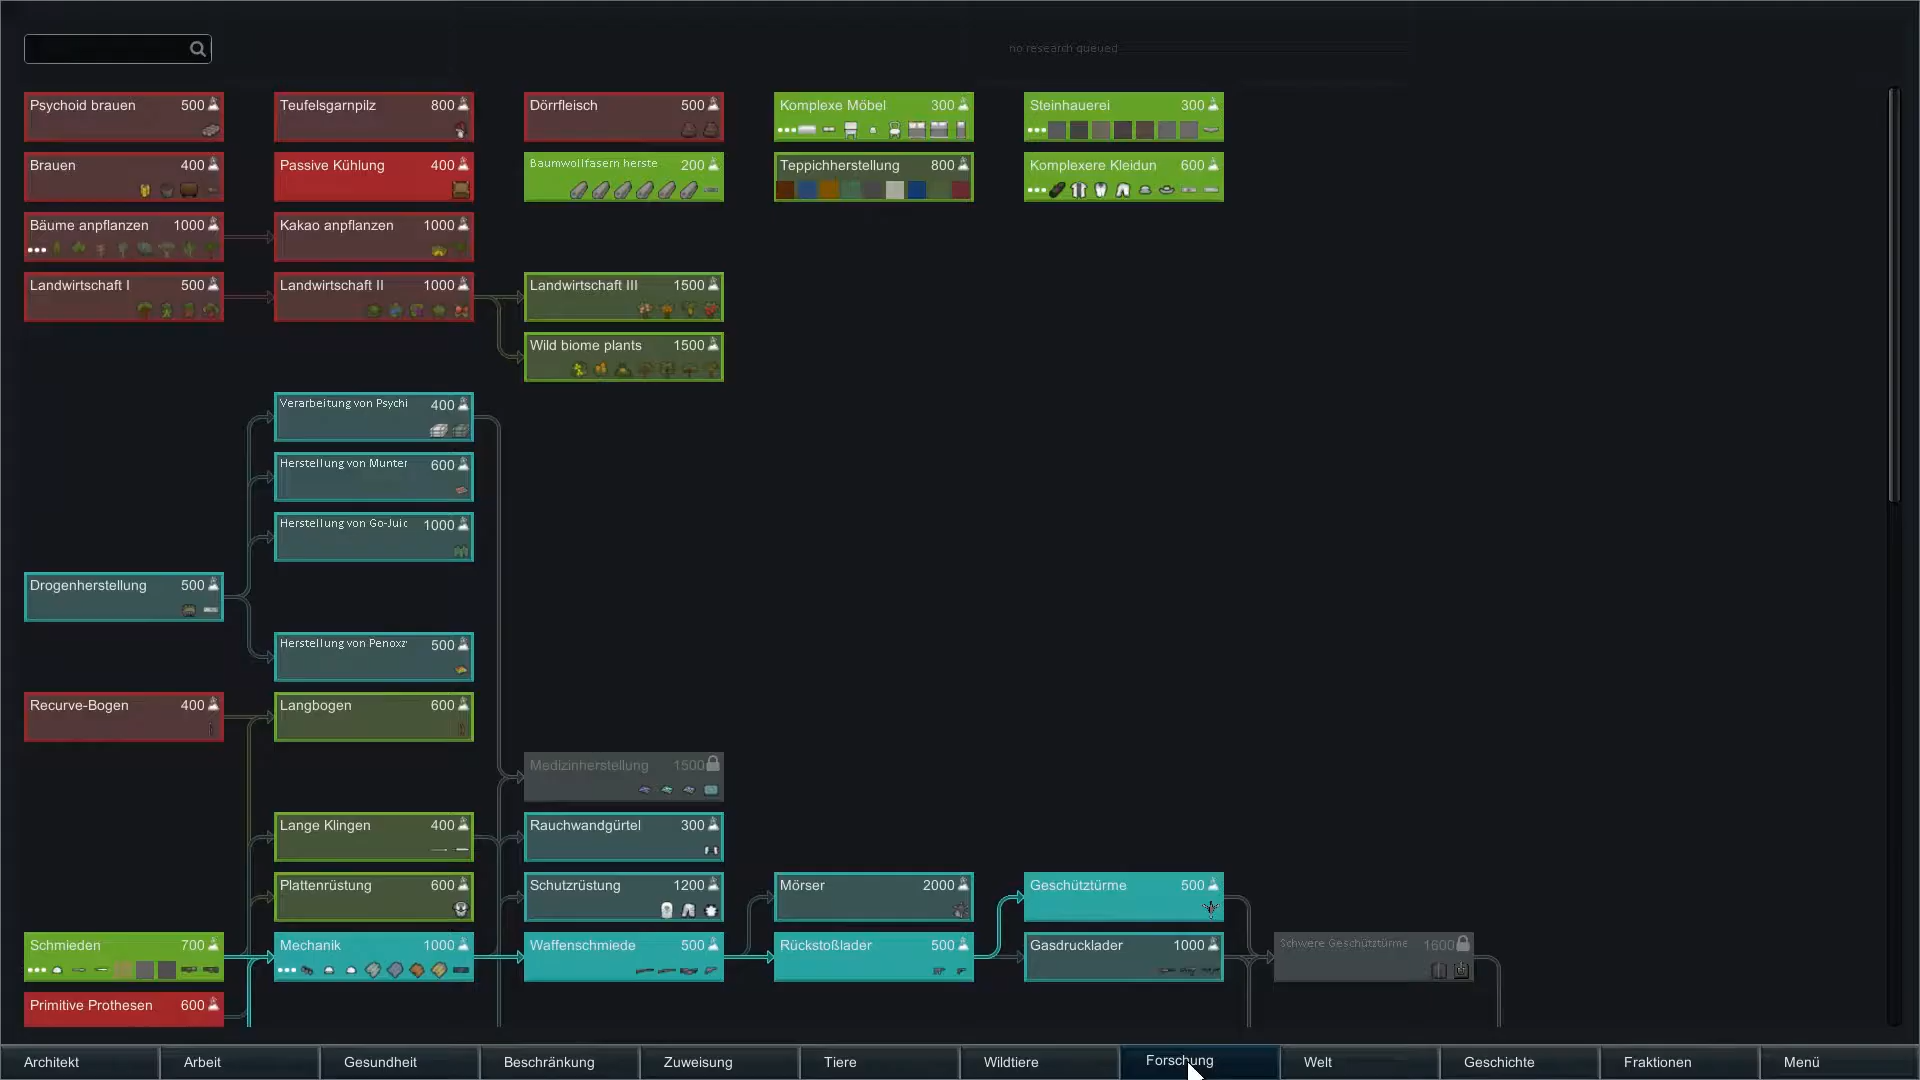 no research queued
Psychoid brauen 500
Teufelsgarnpilz 800
Dörrfleisch 500
Komplexe Möbel 300
Steinhauerei 300
Brauen 400
Passive Kühlung 400
Baumwollfasern herste 200
Teppichherstellung 800
Komplexere Kleidun 600
Bäume anpflanzen 1000
Kakao anpflanzen 1000
Landwirtschaft I 500
Landwirtschaft II 1000
Landwirtschaft III 1500
Wild biome plants 1500
Verarbeitung von Psychi 400
Herstellung von Munter 600
Herstellung von Go-Juic 1000
Drogenherstellung 500
Herstellung von Penoxz 500
Recurve-Bogen 400
Langbogen 600
Medizinherstellung 1500
Lange Klingen 400
Rauchwandgürtel 300
Plattenrüstung 600
Schutzrüstung 1200
Mörser 2000
Geschütztürme 500
Schmieden 700
Mechanik 1000
Waffenschmiede 500
Rückstoßlader 500
Gasdrucklader 1000
Schwere Geschütztürme 1600
Primitive Prothesen 600
Architekt
Arbeit
Gesundheit
Beschränkung
Zuweisung
Tiere
Wildtiere
Forschung
Welt
Geschichte
Fraktionen
Menü